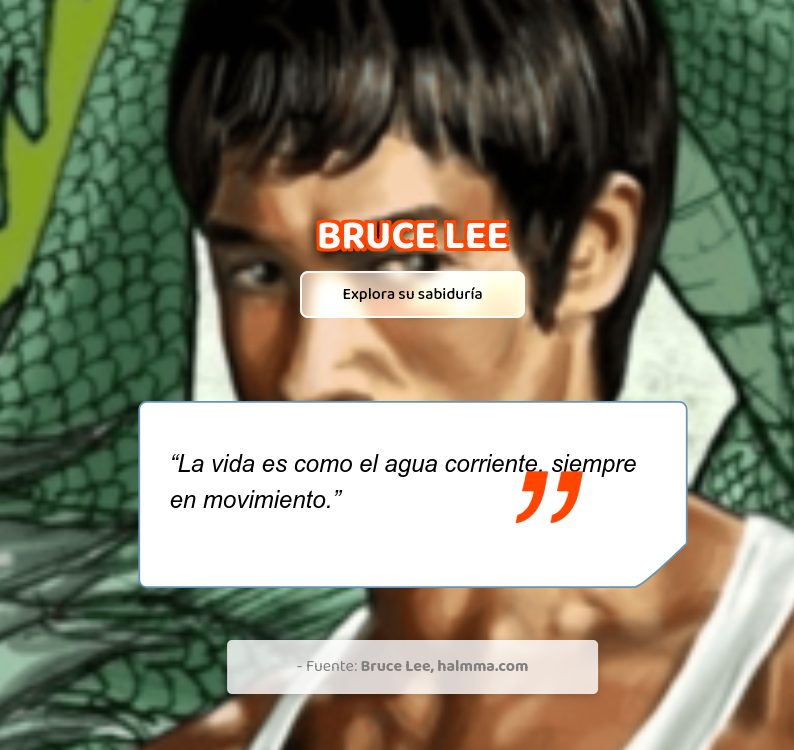 BRUCE LEE
Explora su sabiduría
“La vida es como el agua corriente, siempre
en movimiento.”
”
- Fuente: Bruce Lee, halmma.com